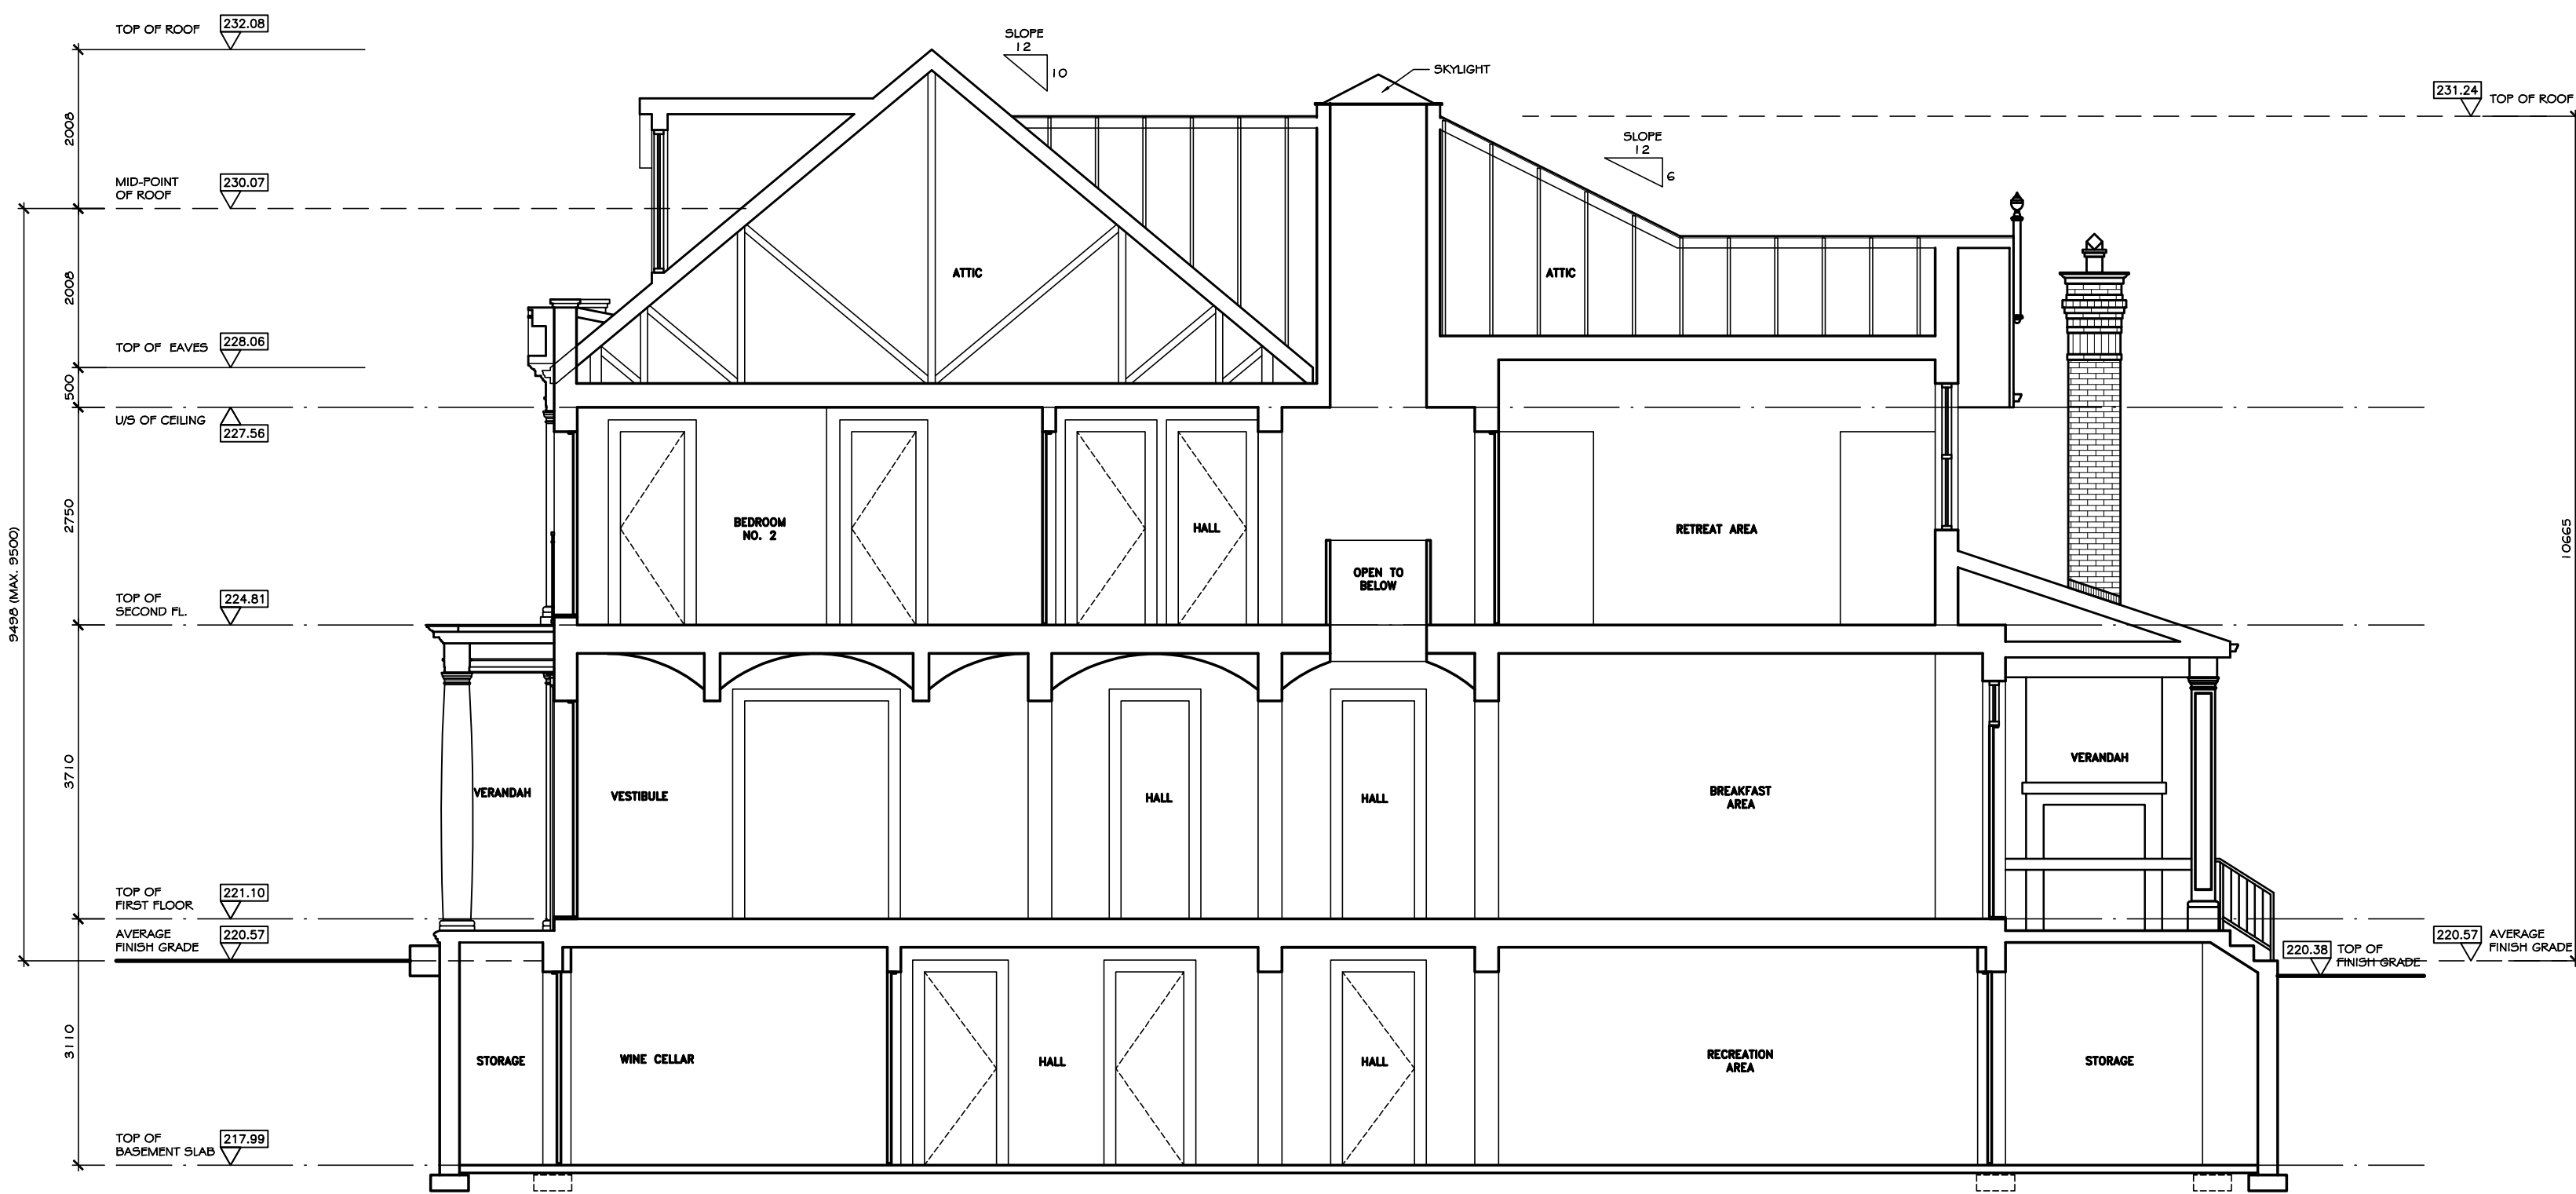 TOP OF ROOF 232.08
SLOPE
12
10
SKYLIGHT
231.24 TOP OF ROOF
2008
SLOPE
12
6
MID-POINT
OF ROOF
230.07
2008
ATTIC
ATTIC
TOP OF EAVES 228.06
500
U/S OF CEILING
227.56
2750
BEDROOM
NO. 2
HALL
RETREAT AREA
OPEN TO
BELOW
10665
9498 (MAX. 9500)
TOP OF
SECOND FL.
224.81
3710
VERANDAH
VESTIBULE
HALL
HALL
BREAKFAST
AREA
VERANDAH
TOP OF
FIRST FLOOR
221.10
AVERAGE
FINISH GRADE
220.57
220.38 TOP OF
FINISH GRADE
220.57 AVERAGE
FINISH GRADE
3110
STORAGE
WINE CELLAR
HALL
HALL
RECREATION
AREA
STORAGE
TOP OF
BASEMENT SLAB
217.99